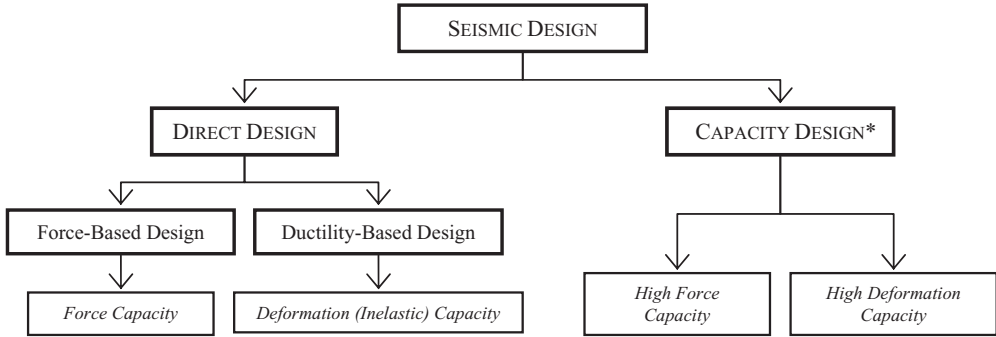 SEISMIC DESIGN
DIRECT DESIGN
CAPACITY DESIGN*
Force-Based Design
Ductility-Based Design
Force Capacity
Deformation (Inelastic) Capacity
High Force
Capacity
High Deformation
Capacity